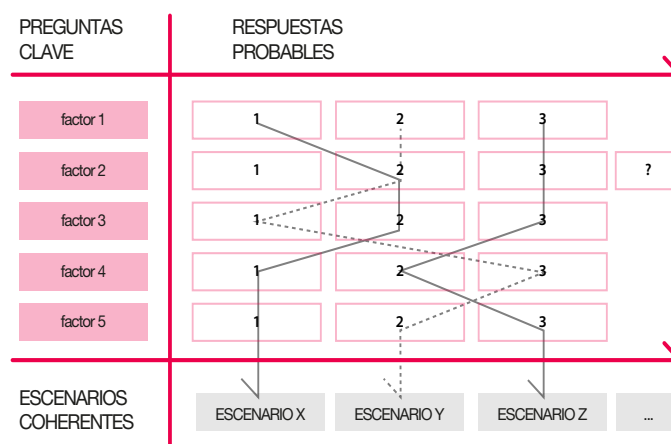 PREGUNTAS
CLAVE
RESPUESTAS
PROBABLES
factor 1
1
2
3
factor 2
1
2
3
?
factor 3
1
2
3
factor 4
1
2
3
factor 5
1
2
3
ESCENARIOS
COHERENTES
ESCENARIO X
ESCENARIO Y
ESCENARIO Z
...